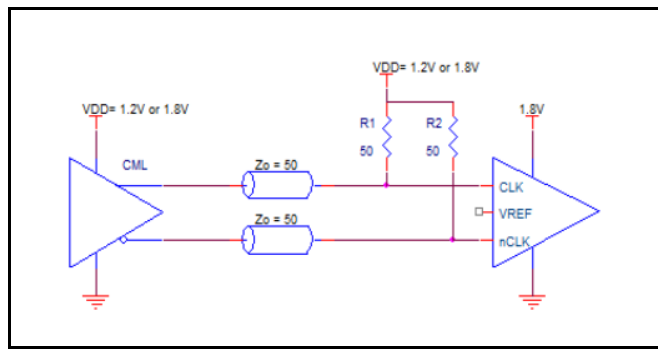 VDD= 1.2V or 1.8V
VDD= 1.2V or 1.8V
1.8V
R1
R2
50
50
CML
Zo = 50
CLK
VREF
Zo = 50
nCLK